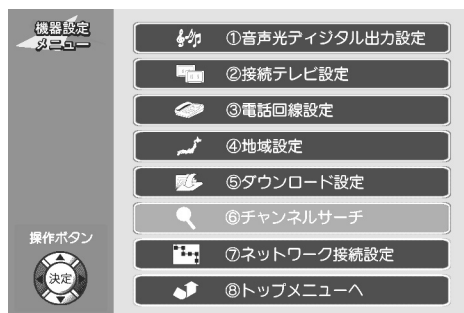 機器設定
メニュー
①音声光ディジタル出力設定
②接続テレビ設定
③電話回線設定
④地域設定
⑤ダウンロード設定
⑥チャンネルサーチ
⑦ネットワーク接続設定
⑧トップメニューへ
操作ボタン
決定